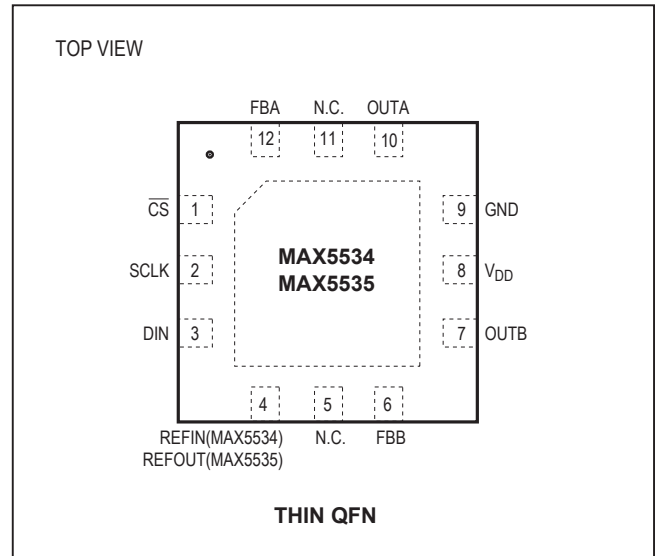 TOP VIEW
FBA N.C. OUTA
12 11 10
CS 1 9 GND
MAX5534
SCLK 2 8 VDD
MAX5535
DIN 3 7 OUTB
4 5 6
REFIN(MAX5534) N.C. FBB
REFOUT(MAX5535)
THIN QFN